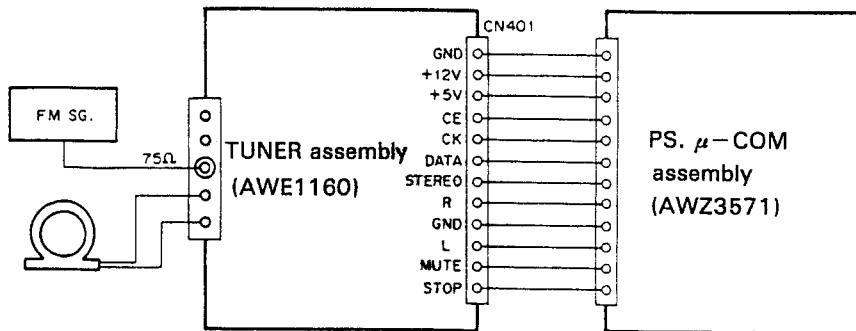 FM SG.
75Ω
TUNER assembly
(AWE1160)
CN401
GND
+12V
+5V
CE
CK
DATA
STEREO
R
GND
L
MUTE
STOP
PS. μ-COM
assembly
(AWZ3571)